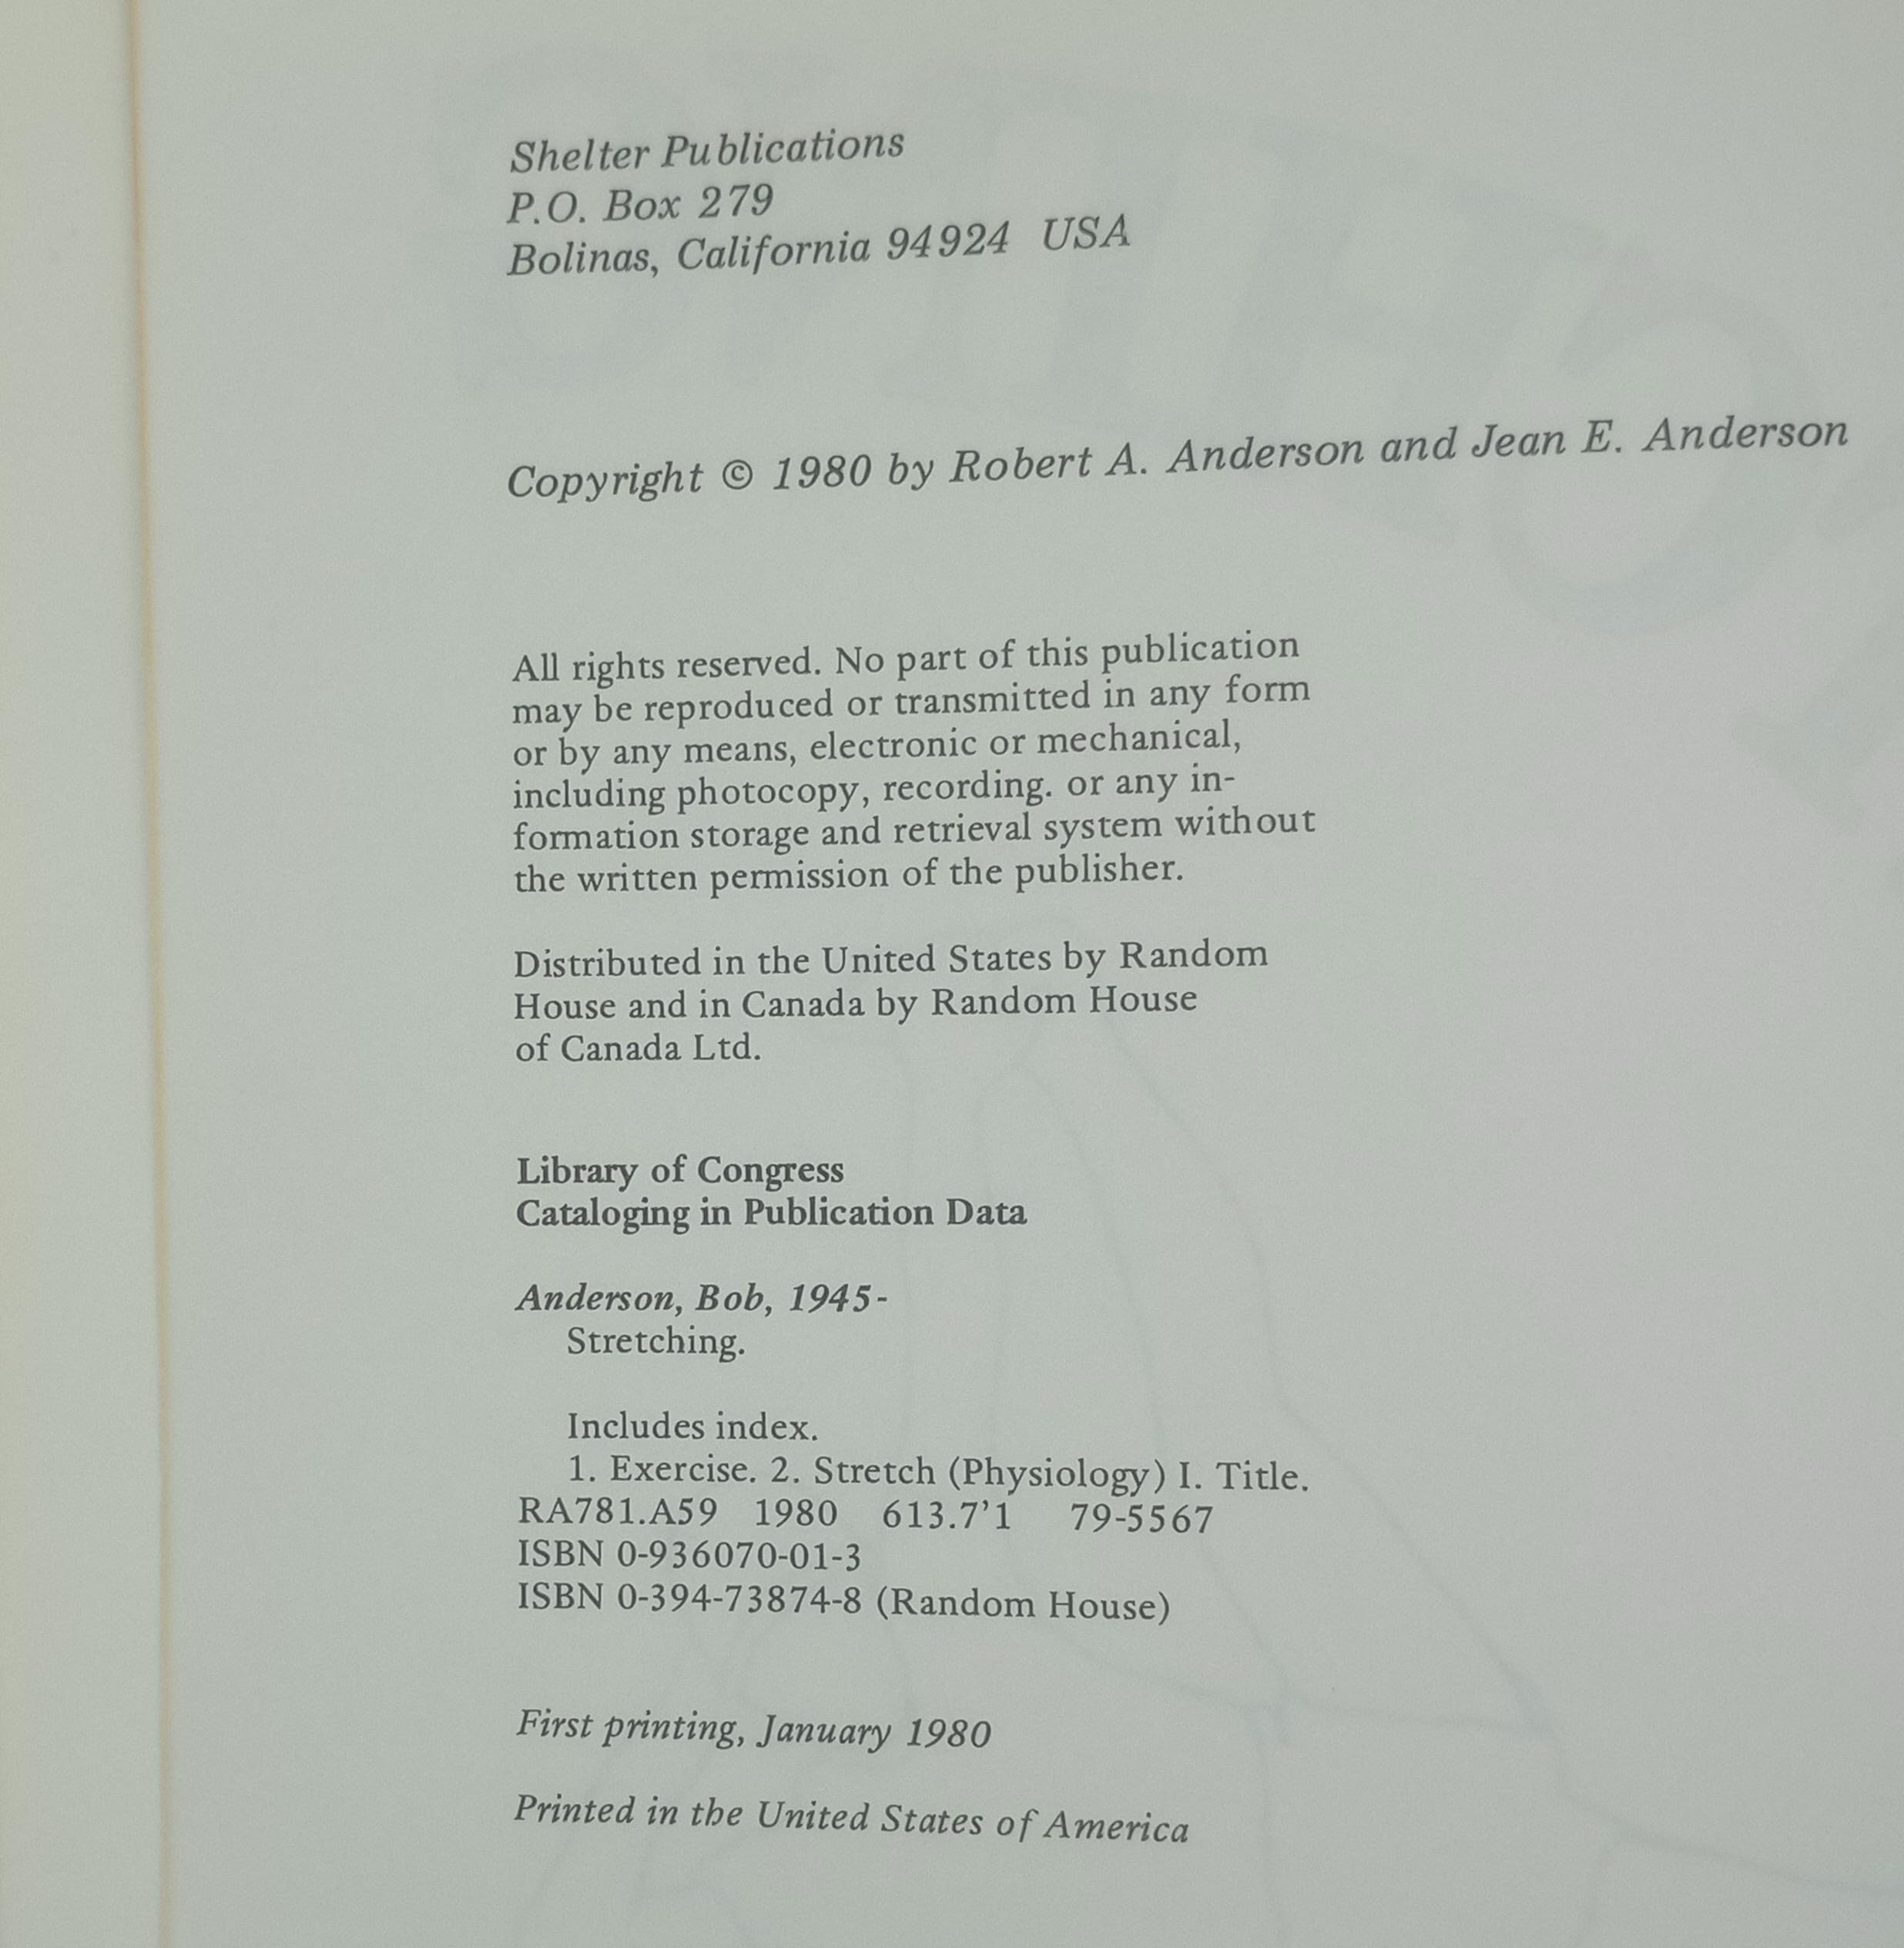 Shelter Publications
P.O. Box 279
Bolinas, California 94924 USA
Copyright © 1980 by Robert A. Anderson and Jean E. Anderson
All rights reserved. No part of this publication
may be reproduced or transmitted in any form
or by any means, electronic or mechanical,
including photocopy, recording. or any in-
formation storage and retrieval system without
the written permission of the publisher.
Distributed in the United States by Random
House and in Canada by Random House
of Canada Ltd.
Library of Congress
Cataloging in Publication Data
Anderson, Bob, 1945-
Stretching.
Includes index.
1. Exercise. 2. Stretch (Physiology) I. Title.
RA781.A59 1980 613.7'1 79-5567
ISBN 0-936070-01-3
ISBN 0-394-73874-8 (Random House)
First printing, January 1980
Printed in the United States of America